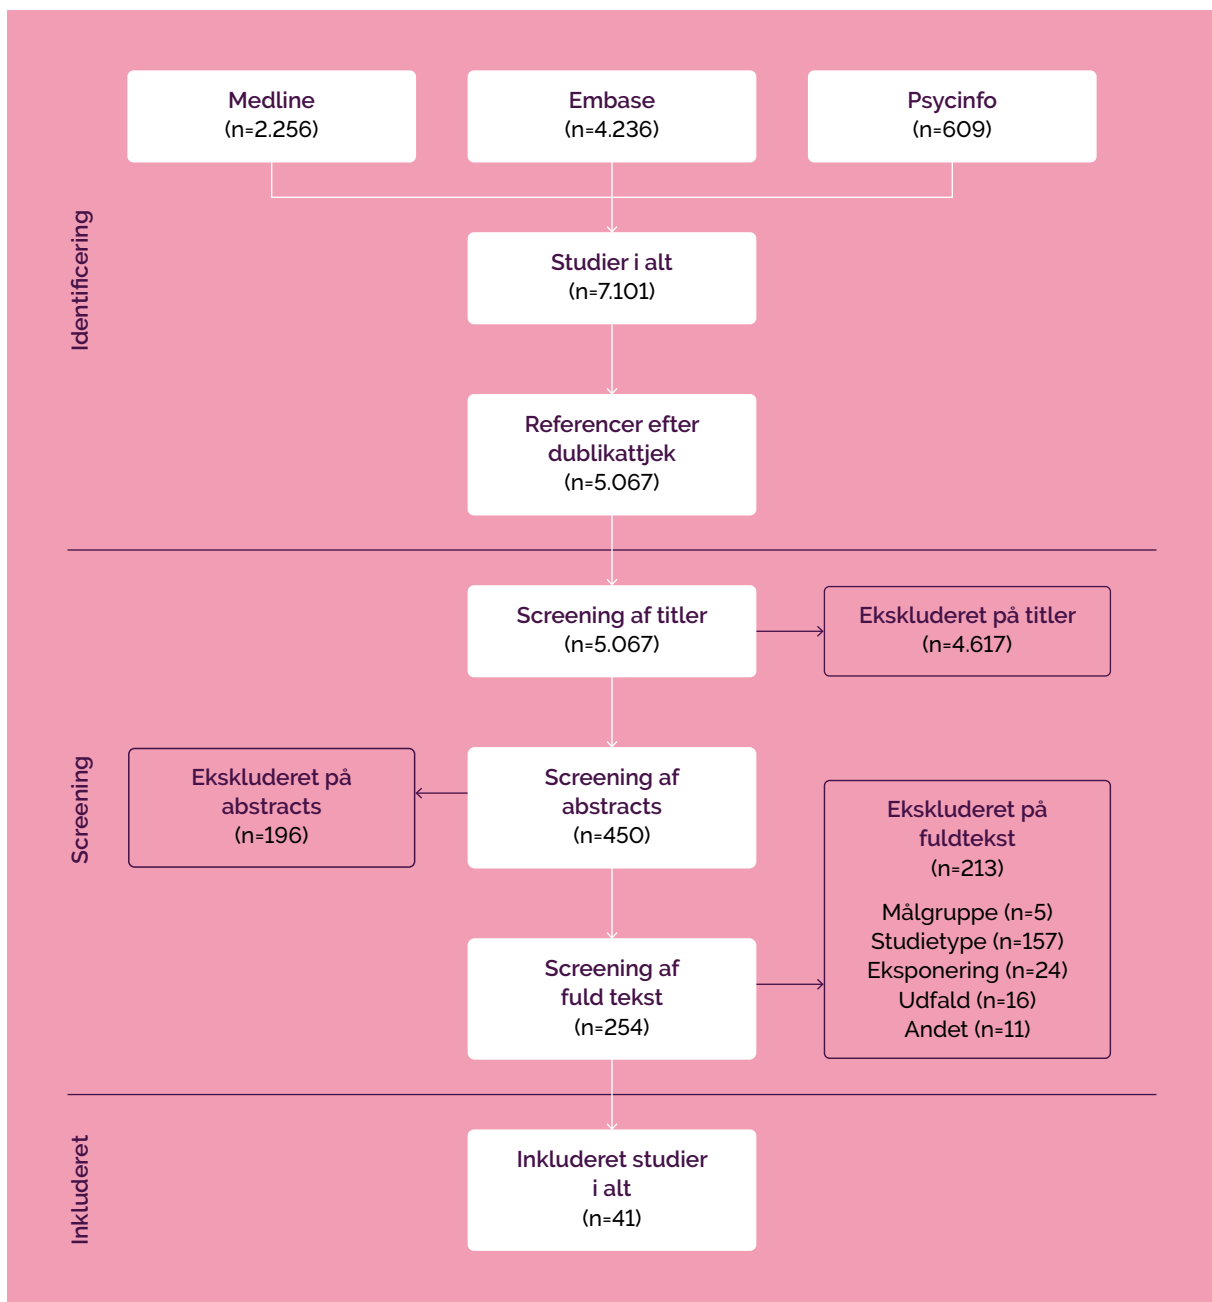 Medline
(n=2.256)
Embase
(n=4.236)
Psycinfo
(n=609)
Identificering
Studier i alt
(n=7.101)
Referencer efter
dublikattjek
(n=5.067)
Screening
Screening af titler
(n=5.067)
Ekskluderet på titler
(n=4.617)
Ekskluderet på
abstracts
(n=196)
Screening af
abstracts
(n=450)
Ekskluderet på
fuldtekst
(n=213)
Målgruppe (n=5)
Studietype (n=157)
Eksponering (n=24)
Udfald (n=16)
Andet (n=11)
Screening af
fuld tekst
(n=254)
Inkluderet
Inkluderet studier
i alt
(n=41)